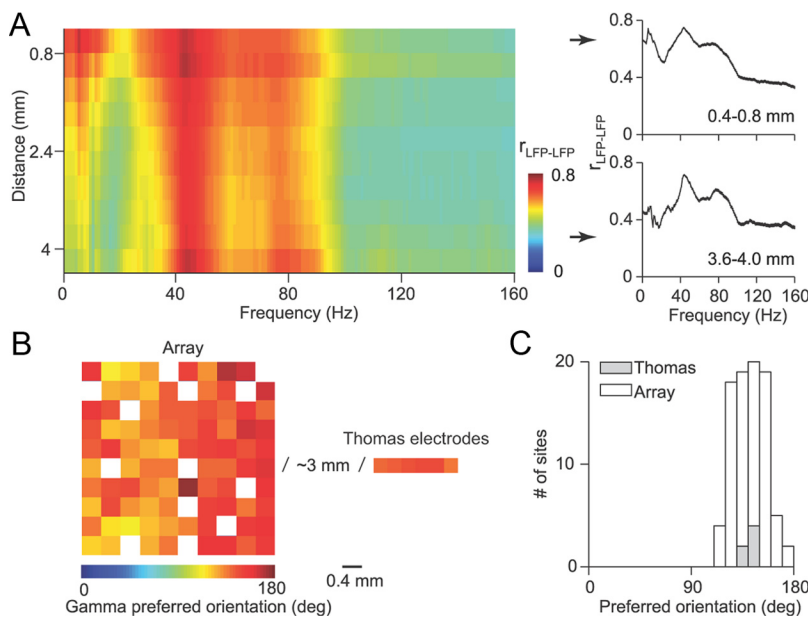 A
0.8
2.4
4
Distance (mm)
0
40
80
120
160
Frequency (Hz)
r LFP-LFP
0.8
0
0.8
0.4
0
0.4-0.8 mm
r LFP-LFP
0.8
0.4
0
3.6-4.0 mm
0 40 80 120 160
Frequency (Hz)
B
Array
Thomas electrodes
/ ~3 mm /
0
180
Gamma preferred orientation (deg)
0.4 mm
C
20
10
0
# of sites
Thomas
Array
0
90
180
Preferred orientation (deg)